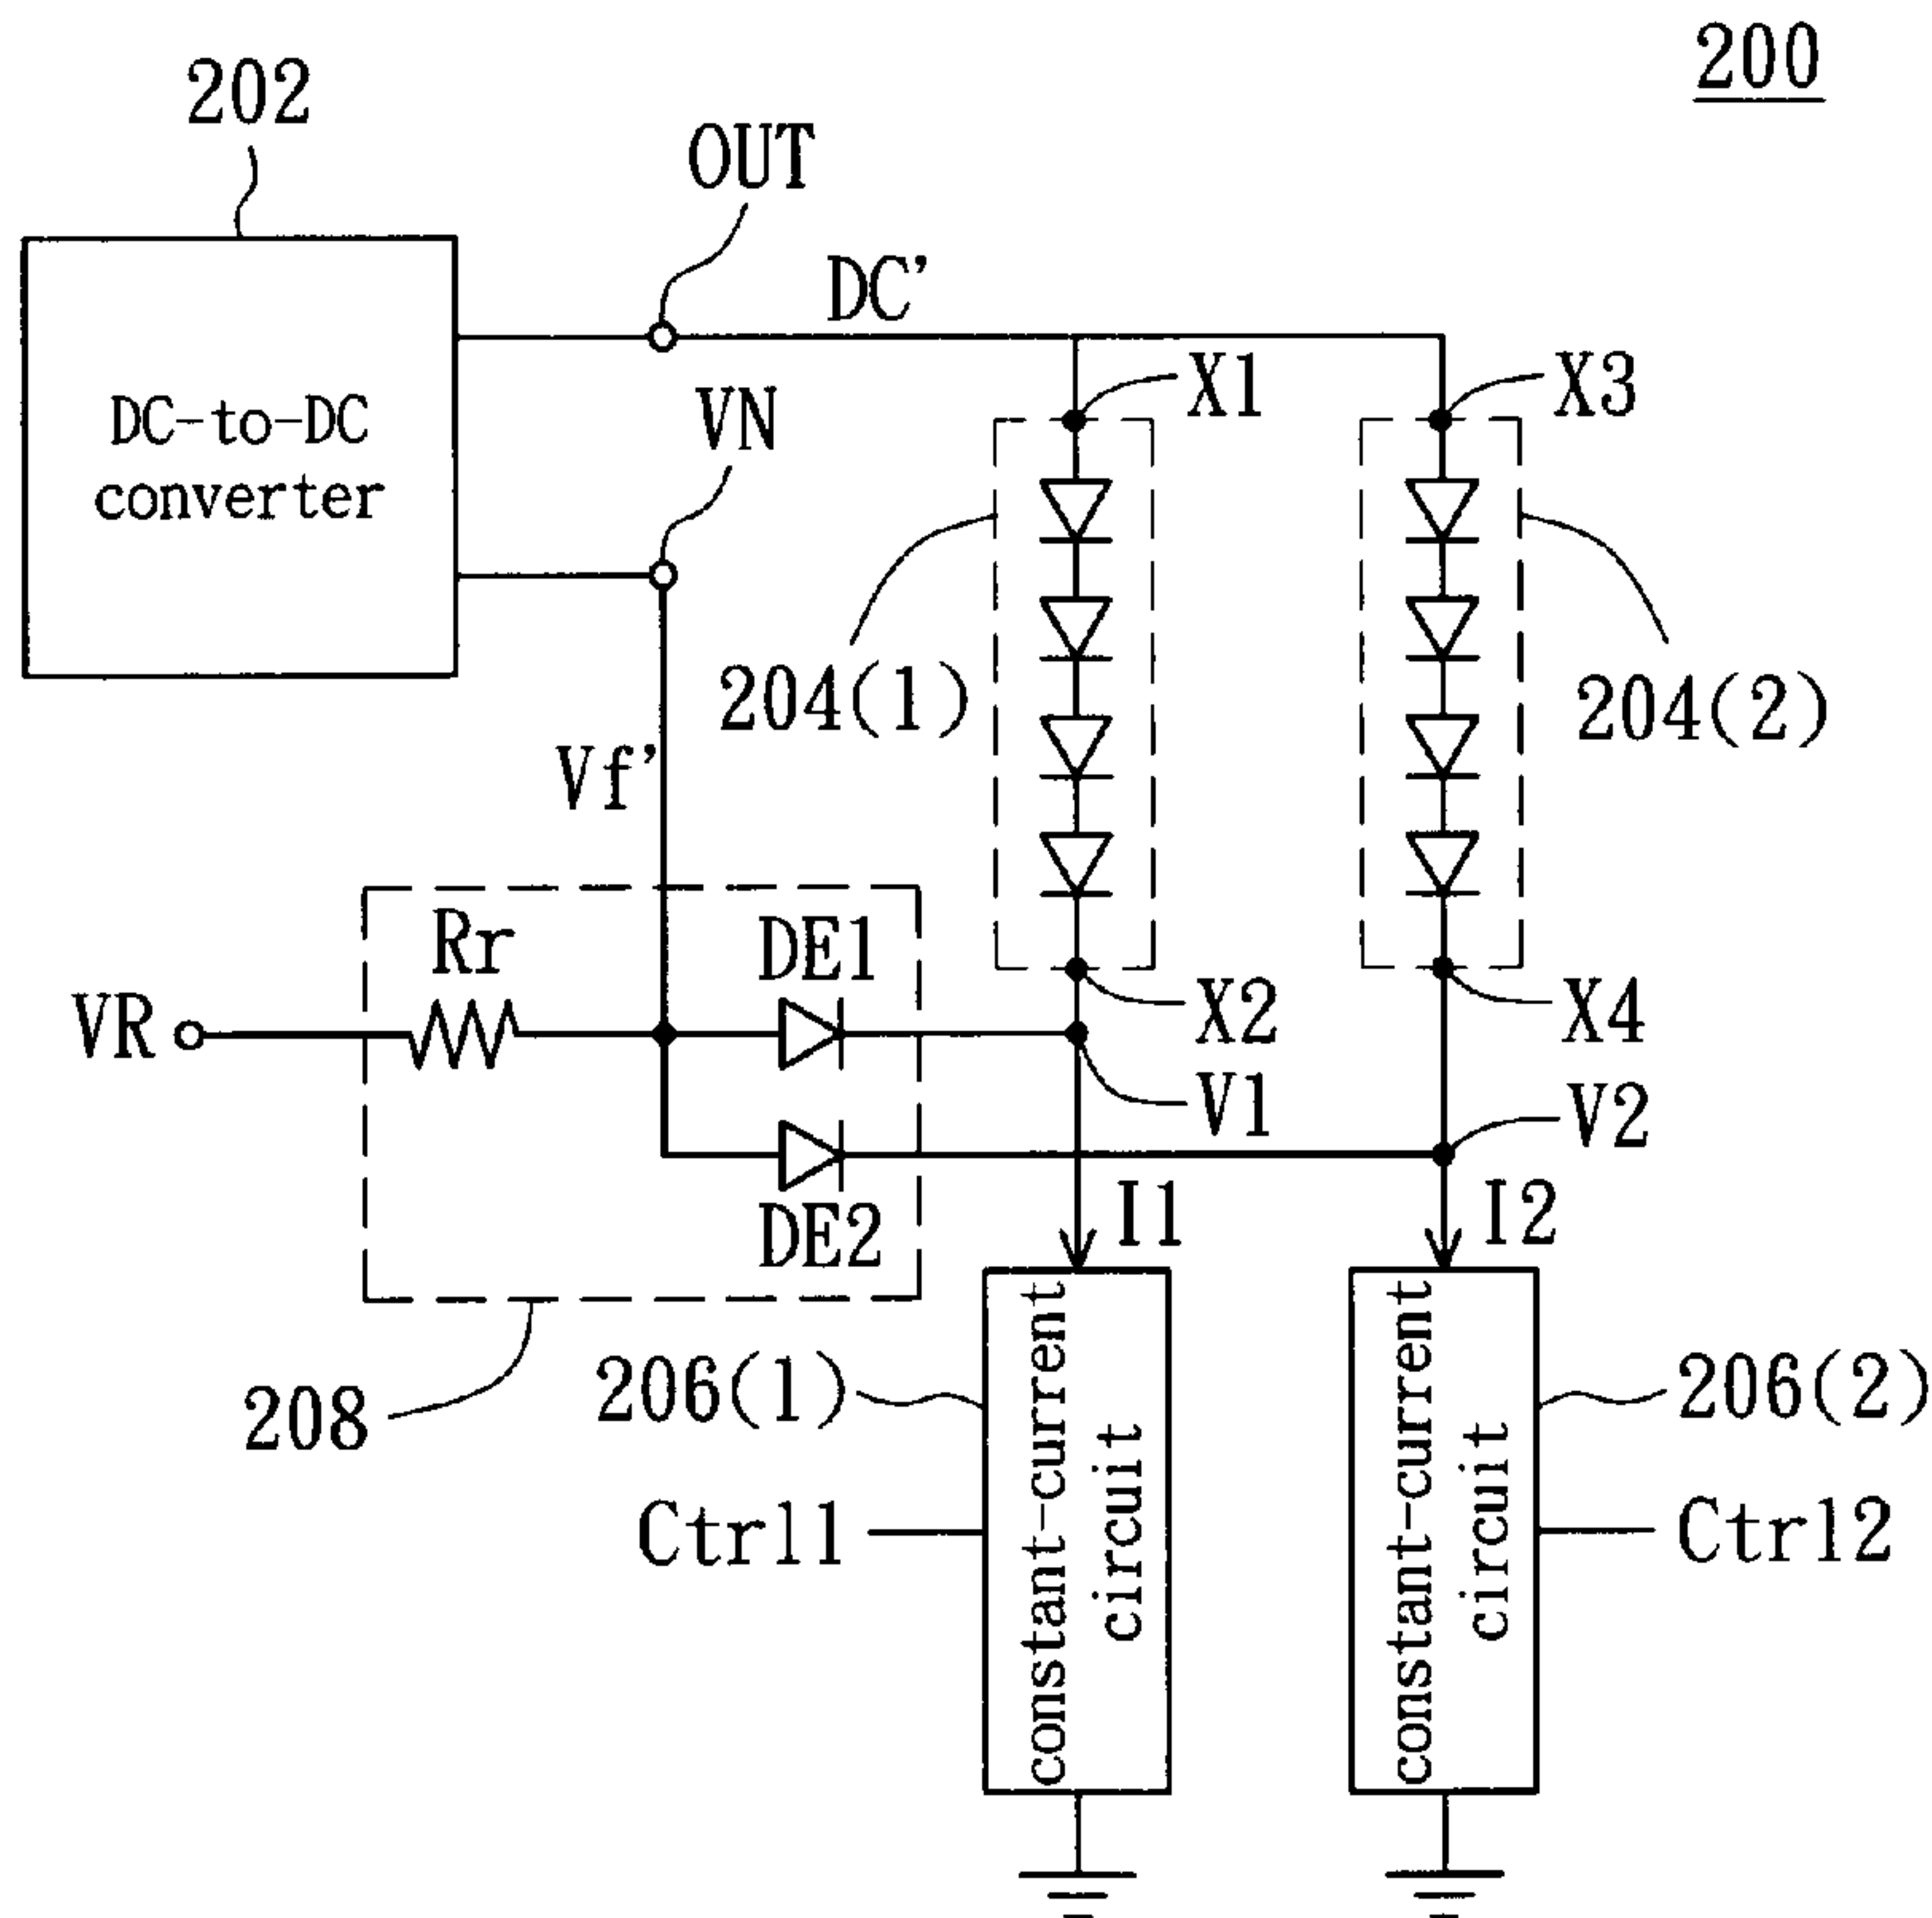 200
202
OUT
DC'
DC-to-DC
converter
VN
X1
X3
204(1)
204(2)
Vf'
Rr
DE1
VR
X2
X4
V1
V2
DE2
I1
I2
208
206(1)
constant-current
circuit
constant-current
circuit
206(2)
Ctrl1
Ctrl2